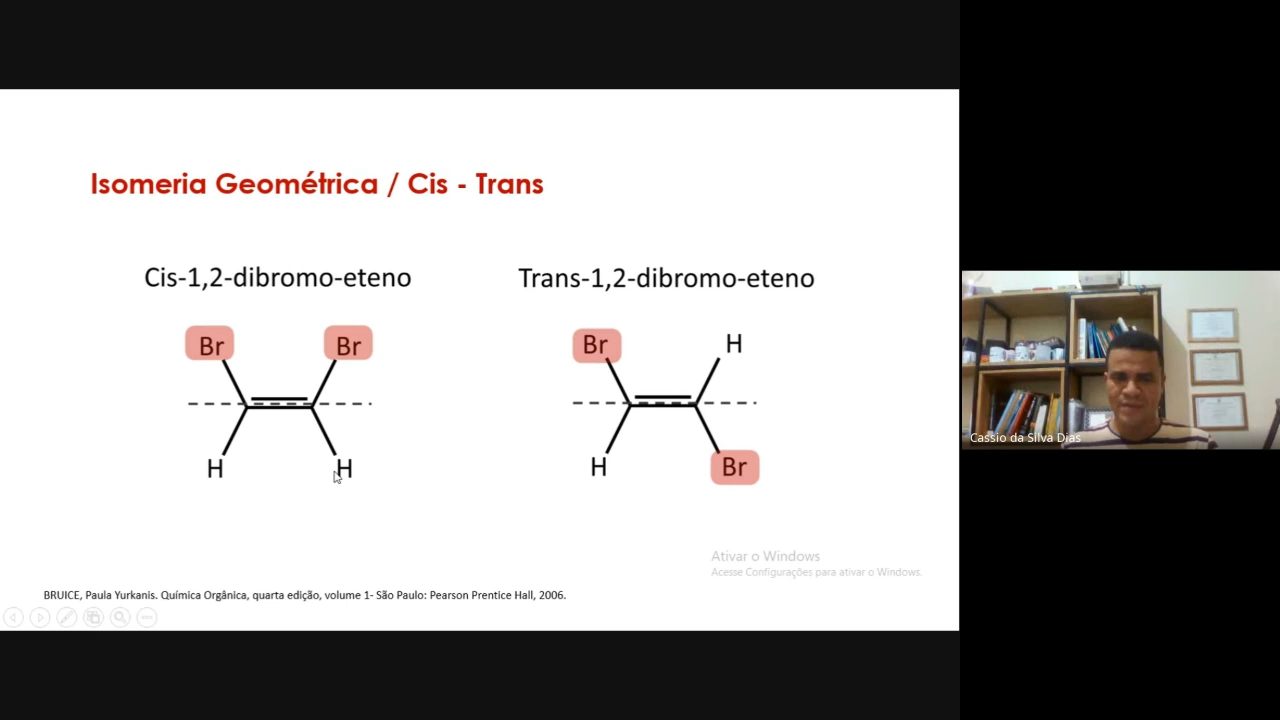 Isomeria Geométrica / Cis - Trans
Cis-1,2-dibromo-eteno
Trans-1,2-dibromo-eteno
Br
Br
Br
H
H
H
H
Br
Cassio da Silva Dias
Ativar o Windows
Acesse Configurações para ativar o Windows.
BRUICE, Paula Yurkanis. Química Orgânica, quarta edição, volume 1- São Paulo: Pearson Prentice Hall, 2006.